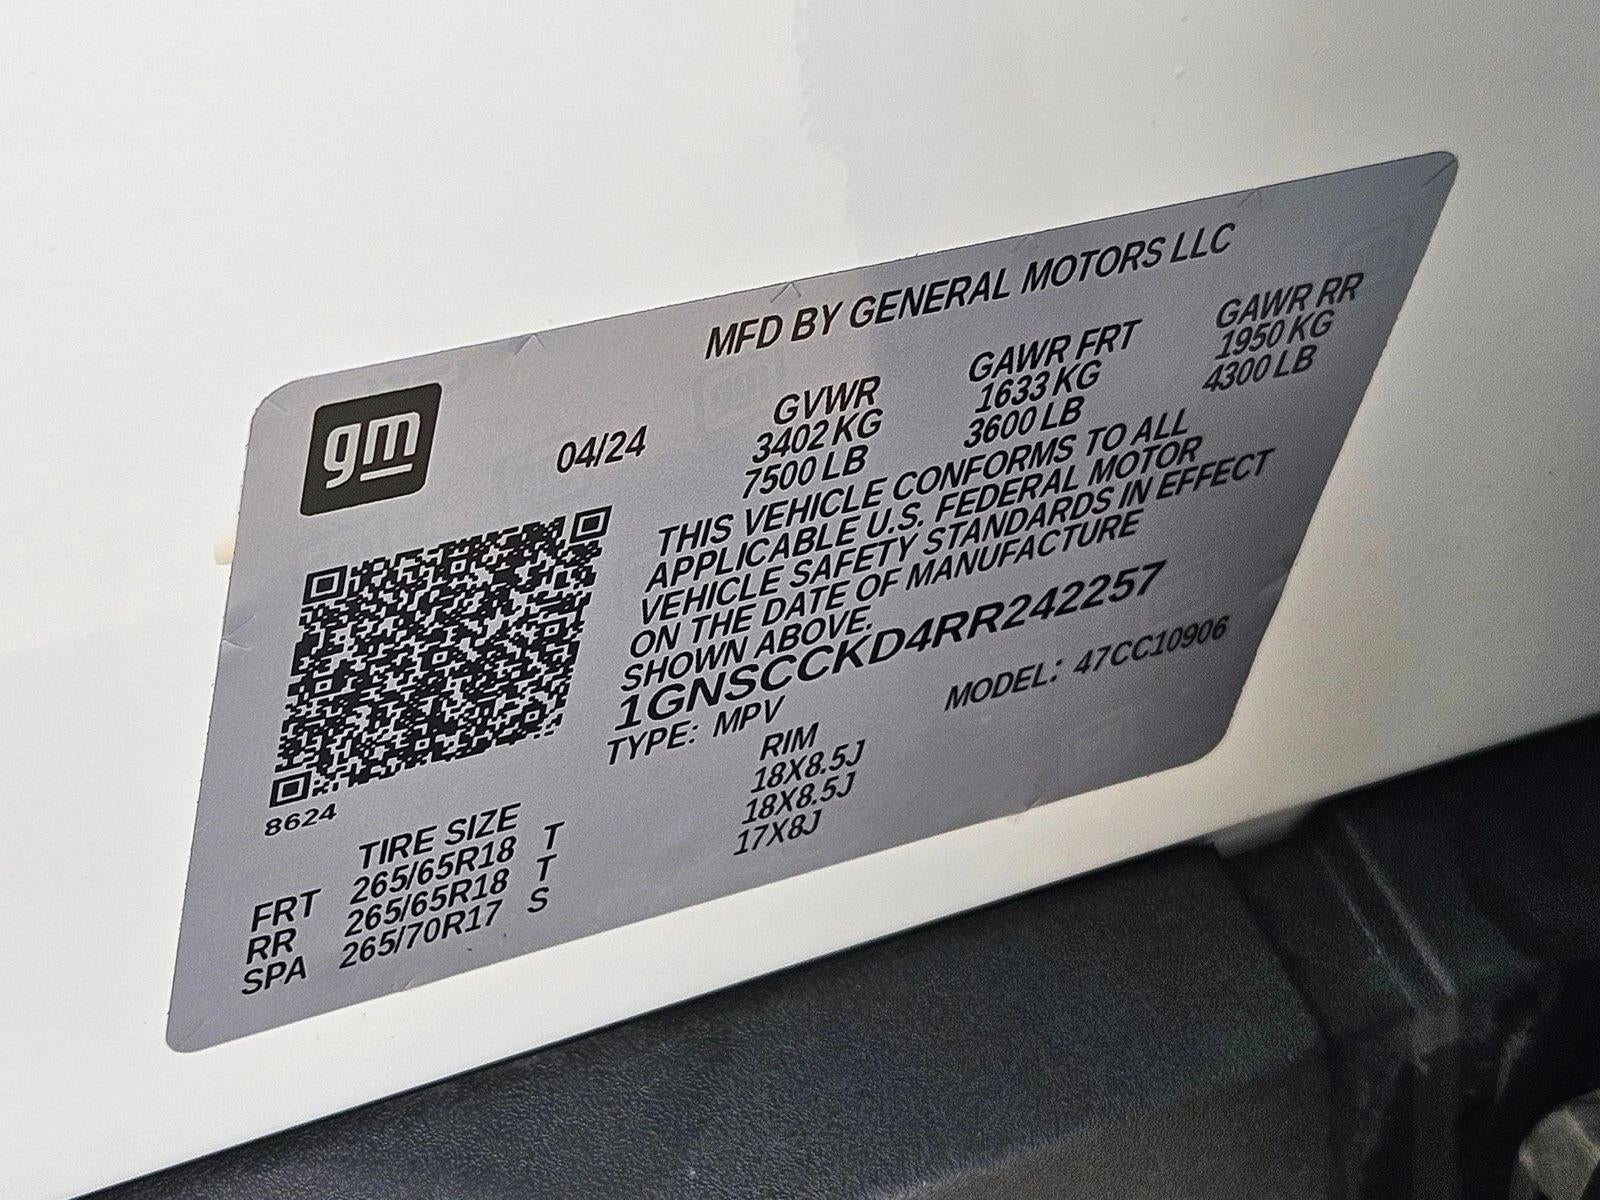 MFD BY GENERAL MOTORS LLC
gm
04/24
GVWR
3402 KG
7500 LB
GAWR FRT
1633 KG
3600 LB
GAWR RR
1950 KG
4300 LB
THIS VEHICLE CONFORMS TO ALL
APPLICABLE U.S. FEDERAL MOTOR
VEHICLE SAFETY STANDARDS IN EFFECT
ON THE DATE OF MANUFACTURE
SHOWN ABOVE.
1GNSCCKD4RR242257
TYPE: MPV
MODEL: 47CC10906
8624
TIRE SIZE
RIM
FRT 265/65R18 T 18X8.5J
RR 265/65R18 T 18X8.5J
SPA 265/70R17 S 17X8J